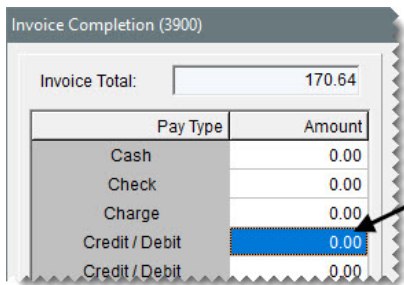 Invoice Completion (3900)
Invoice Total: 170.64
Pay Type Amount
Cash 0.00
Check 0.00
Charge 0.00
Credit / Debit 0.00
Credit / Debit 0.00